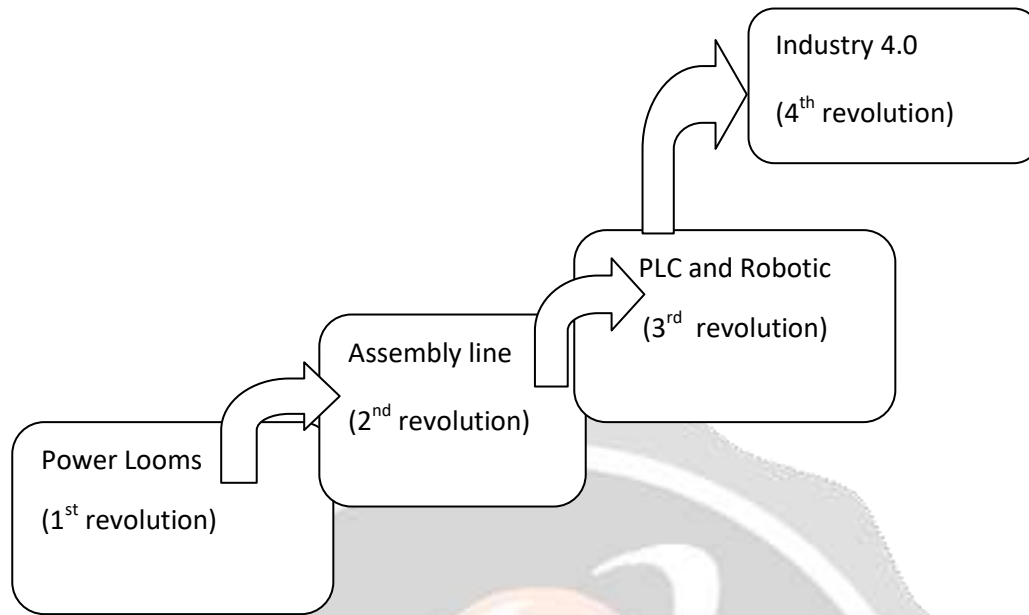 Industry 4.0
(4th revolution)
PLC and Robotic
(3rd revolution)
Assembly line
(2nd revolution)
Power Looms
(1st revolution)